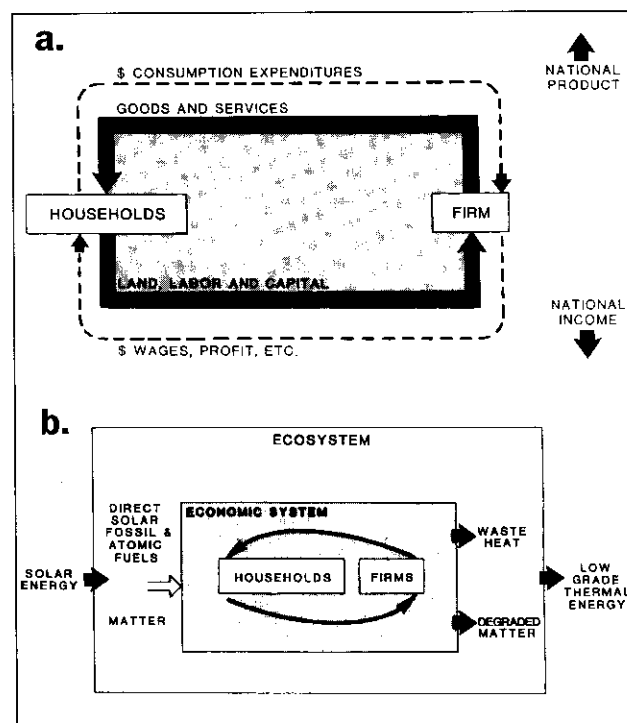 a.
$ CONSUMPTION EXPENDITURES
GOODS AND SERVICES
NATIONAL
PRODUCT
HOUSEHOLDS
FIRM
LAND, LABOR AND CAPITAL
NATIONAL
INCOME
$ WAGES, PROFIT, ETC.
b.
ECOSYSTEM
DIRECT
SOLAR
FOSSIL &
ATOMIC
FUELS
ECONOMIC SYSTEM
WASTE
HEAT
SOLAR
ENERGY
HOUSEHOLDS
FIRMS
LOW
GRADE
THERMAL
ENERGY
MATTER
DEGRADED
MATTER